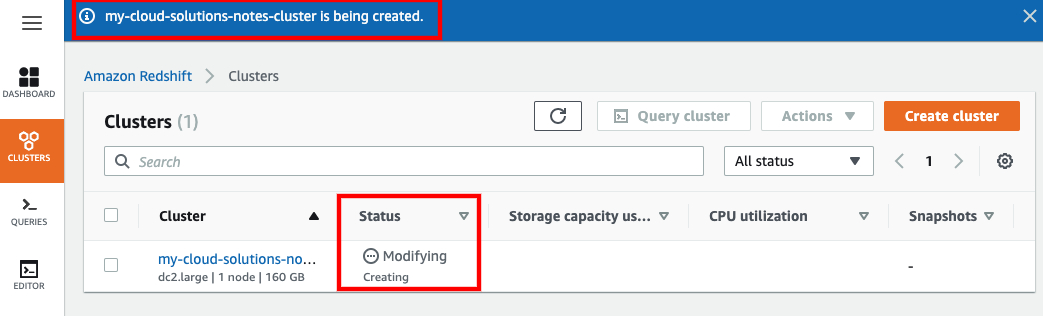 my-cloud-solutions-notes-cluster is being created.
DASHBOARD
CLUSTERS
QUERIES
EDITOR
Amazon Redshift > Clusters
Clusters (1)
Query cluster
Actions
Create cluster
Search
All status
1
Cluster
Status
Storage capacity us...
CPU utilization
Snapshots
my-cloud-solutions-no...
dc2.large | 1 node | 160 GB
Modifying
Creating
-